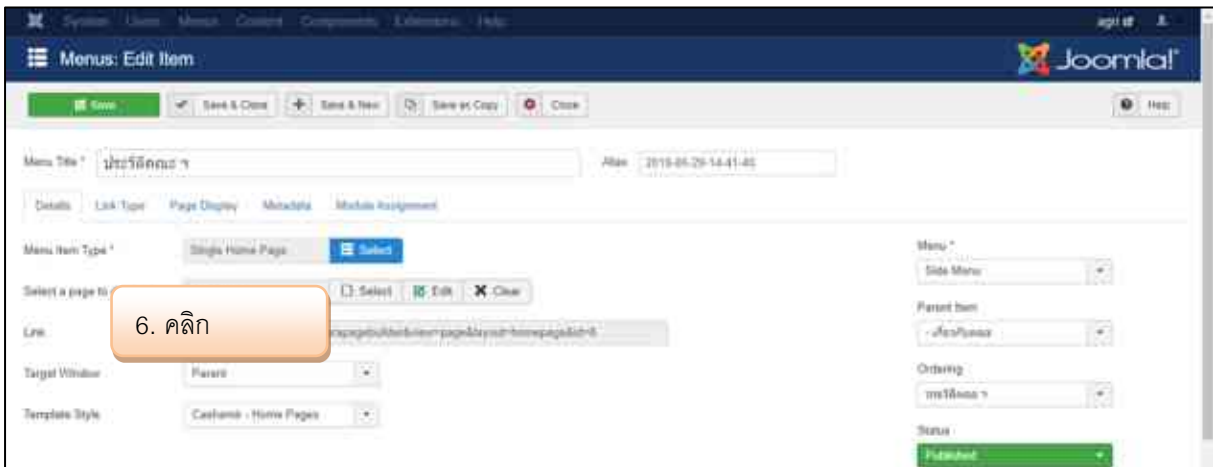 System Users Menus Content Components Extensions Help
agri
Menus: Edit Item
Joomla!
Save
Save & Close
Save & New
Save as Copy
Close
Help
Menu Title *
ประวัติคณะ ฯ
Alias
Details
Link Type
Page Display
Metadata
Module Assignment
Menu Item Type *
Single Home Page
Select
Menu *
Side Menu
Select a page to
Select
Edit
Clear
Parent Item
6. คลิก
Link
Target Window
Parent
Ordering
Template Style
Home Pages
Status
Published